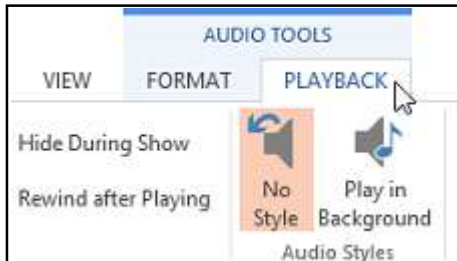 AUDIO TOOLS
VIEW FORMAT PLAYBACK
Hide During Show
Rewind after Playing
No Style
Play in Background
Audio Styles